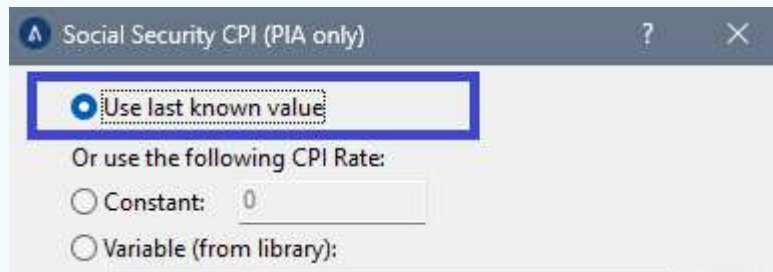 Social Security CPI (PIA only) ? ×
Use last known value
Or use the following CPI Rate:
Constant: 0
Variable (from library):